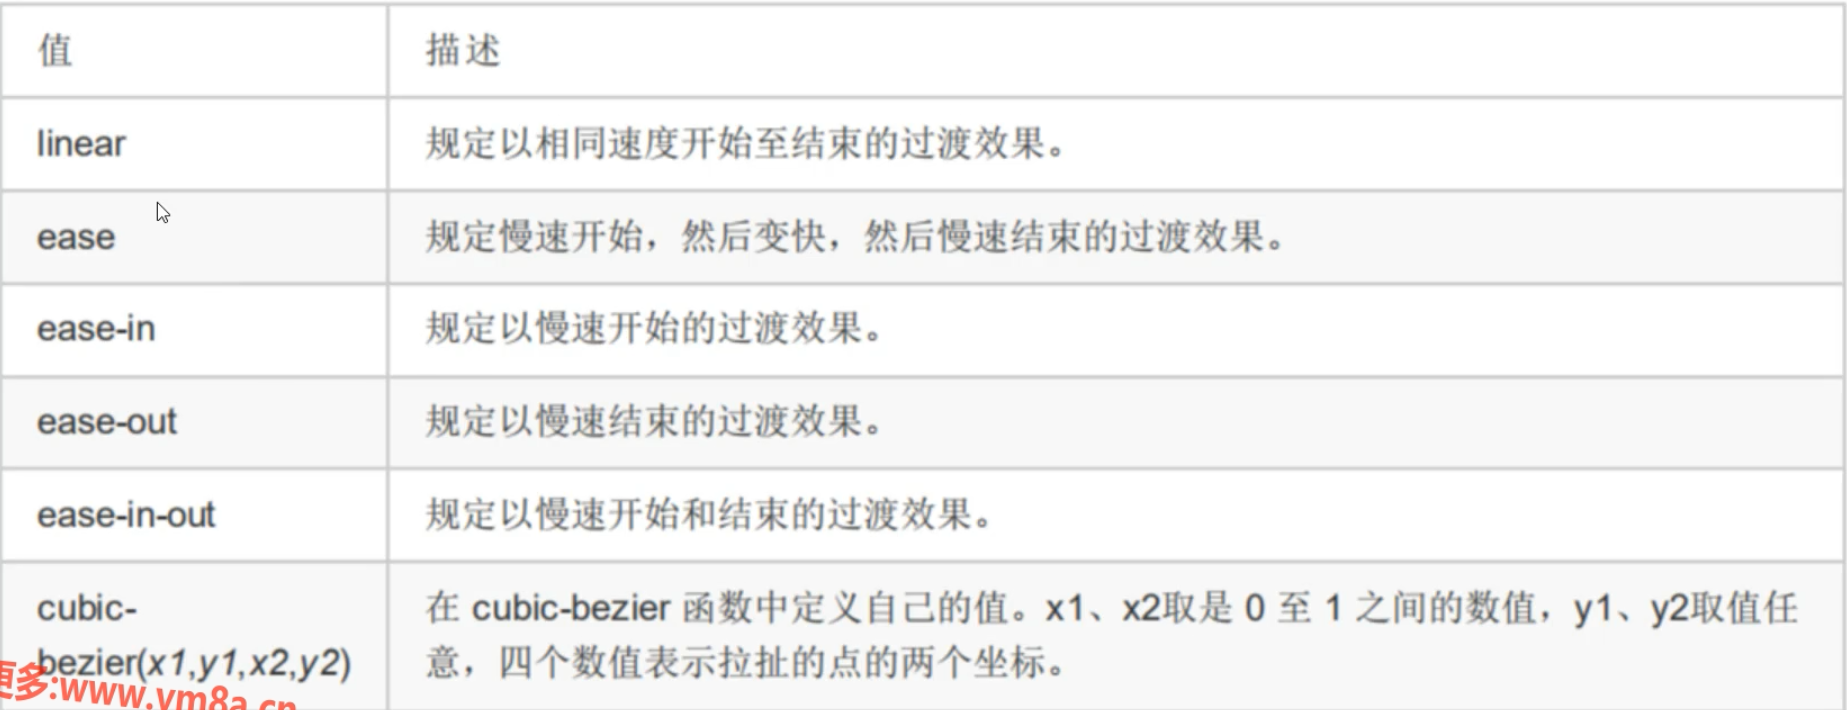 值 描述
linear 规定以相同速度开始至结束的过渡效果。
ease 规定慢速开始，然后变快，然后慢速结束的过渡效果。
ease-in 规定以慢速开始的过渡效果。
ease-out 规定以慢速结束的过渡效果。
ease-in-out 规定以慢速开始和结束的过渡效果。
cubic-
bezier(x1,y1,x2,y2)
在 cubic-bezier 函数中定义自己的值。x1、x2取是 0 至 1 之间的数值，y1、y2取值任
意，四个数值表示拉扯的点的两个坐标。
更多:www.vm8a.cn